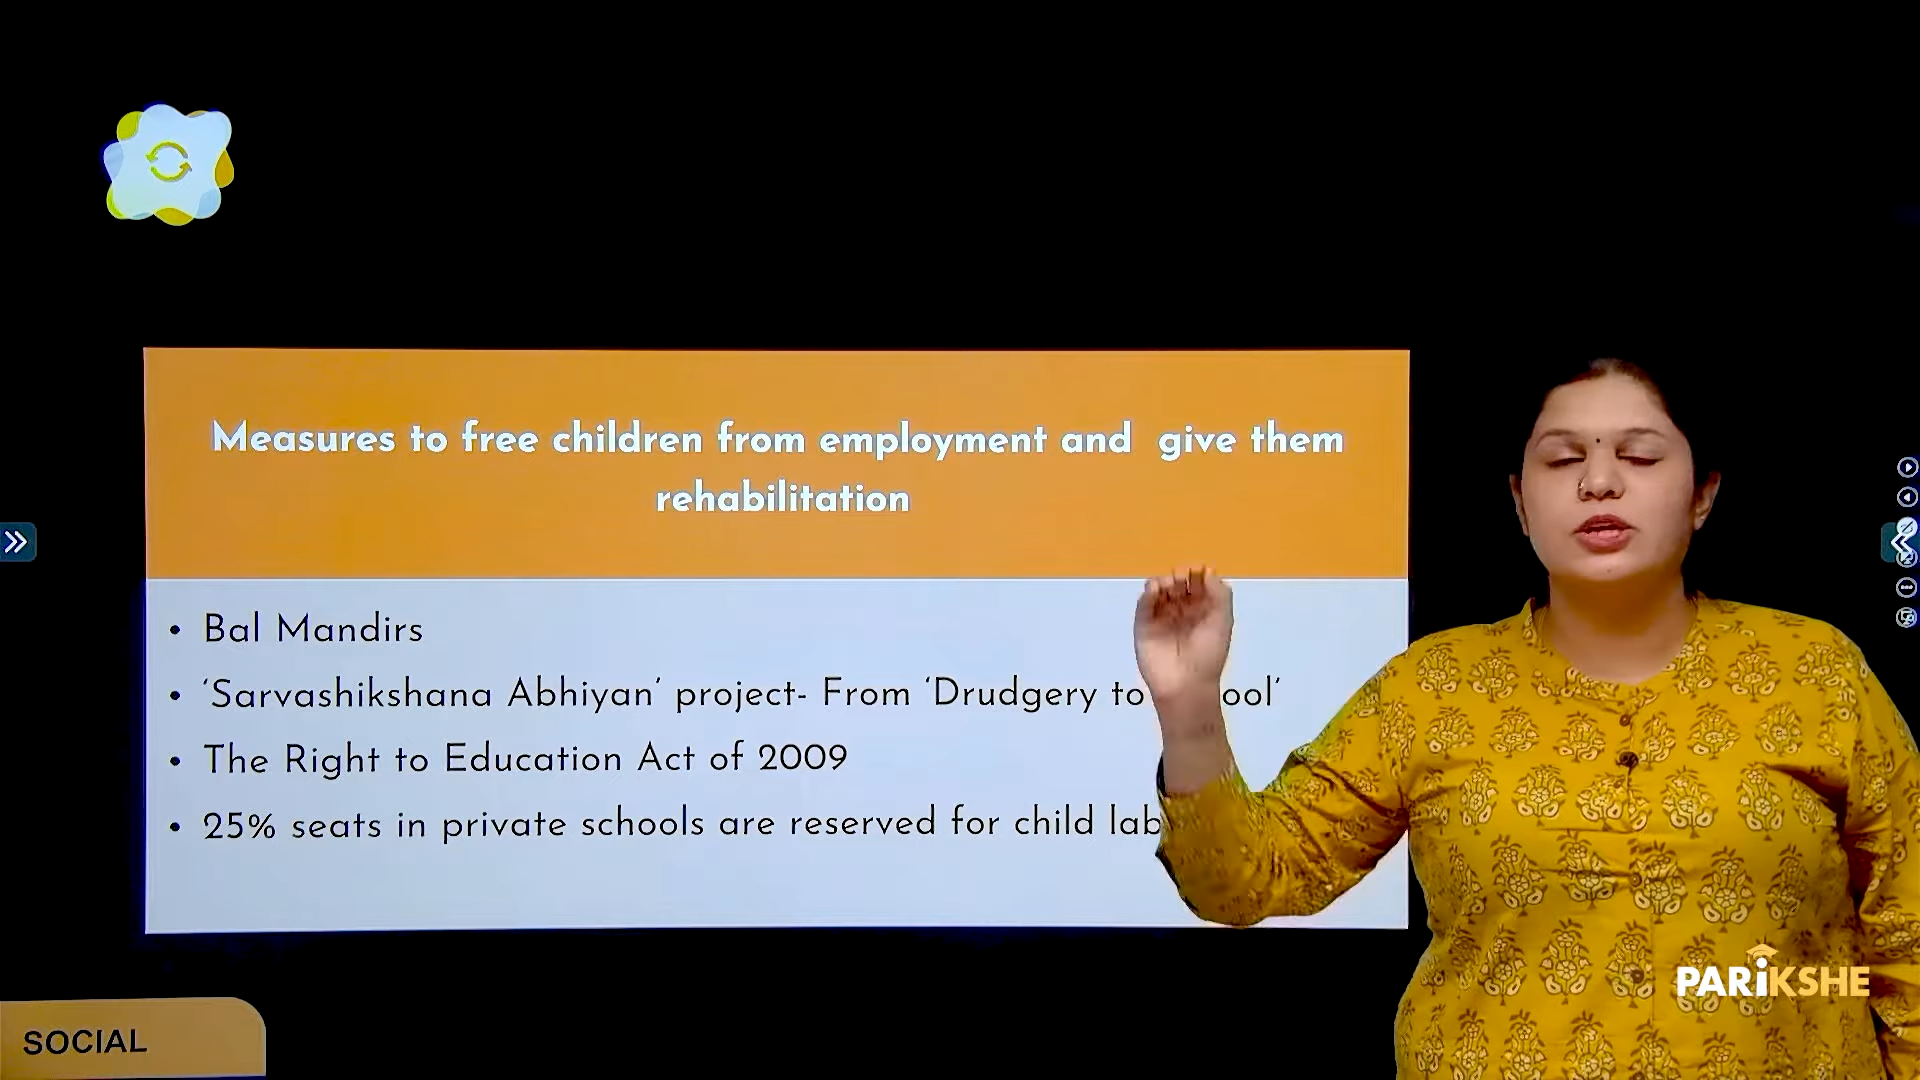 Measures to free children from employment and give them
rehabilitation
• Bal Mandirs
• ‘Sarvashikshana Abhiyan’ project- From ‘Drudgery to
• The Right to Education Act of 2009
• 25% seats in private schools are reserved for child
SOCIAL
PARiKSHE